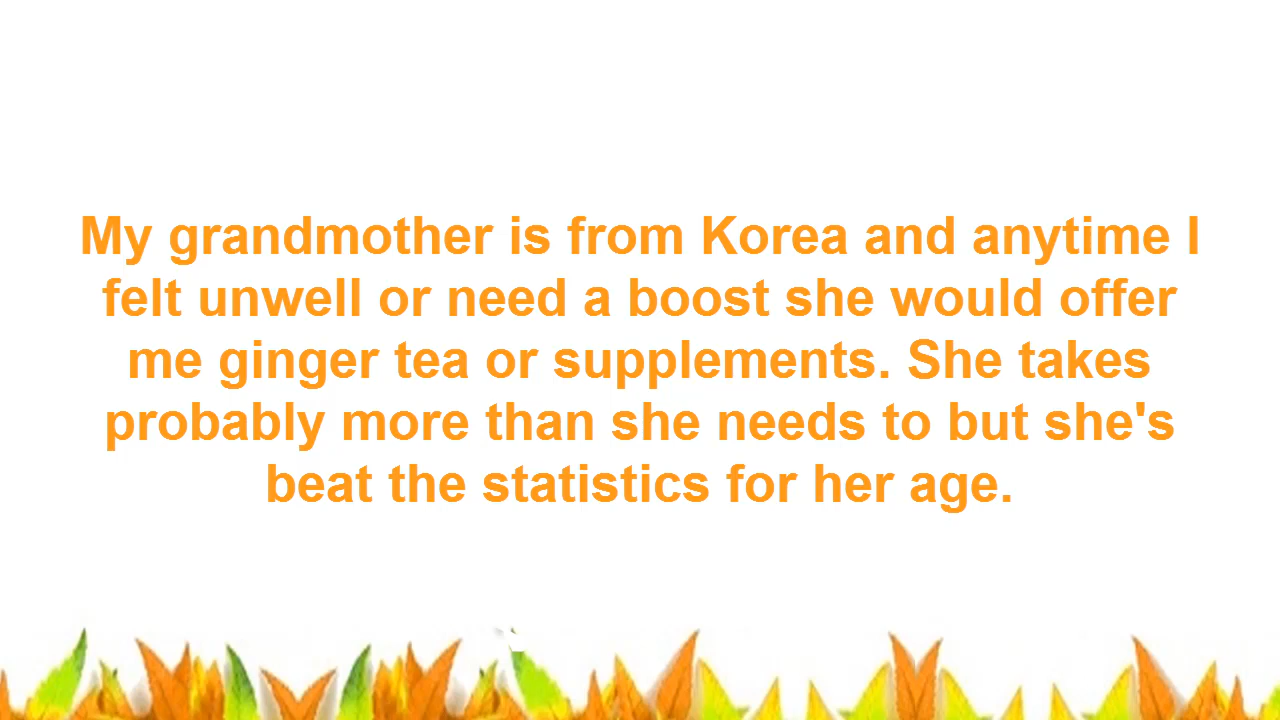 My grandmother is from Korea and anytime I
felt unwell or need a boost she would offer
me ginger tea or supplements. She takes
probably more than she needs to but she's
beat the statistics for her age.